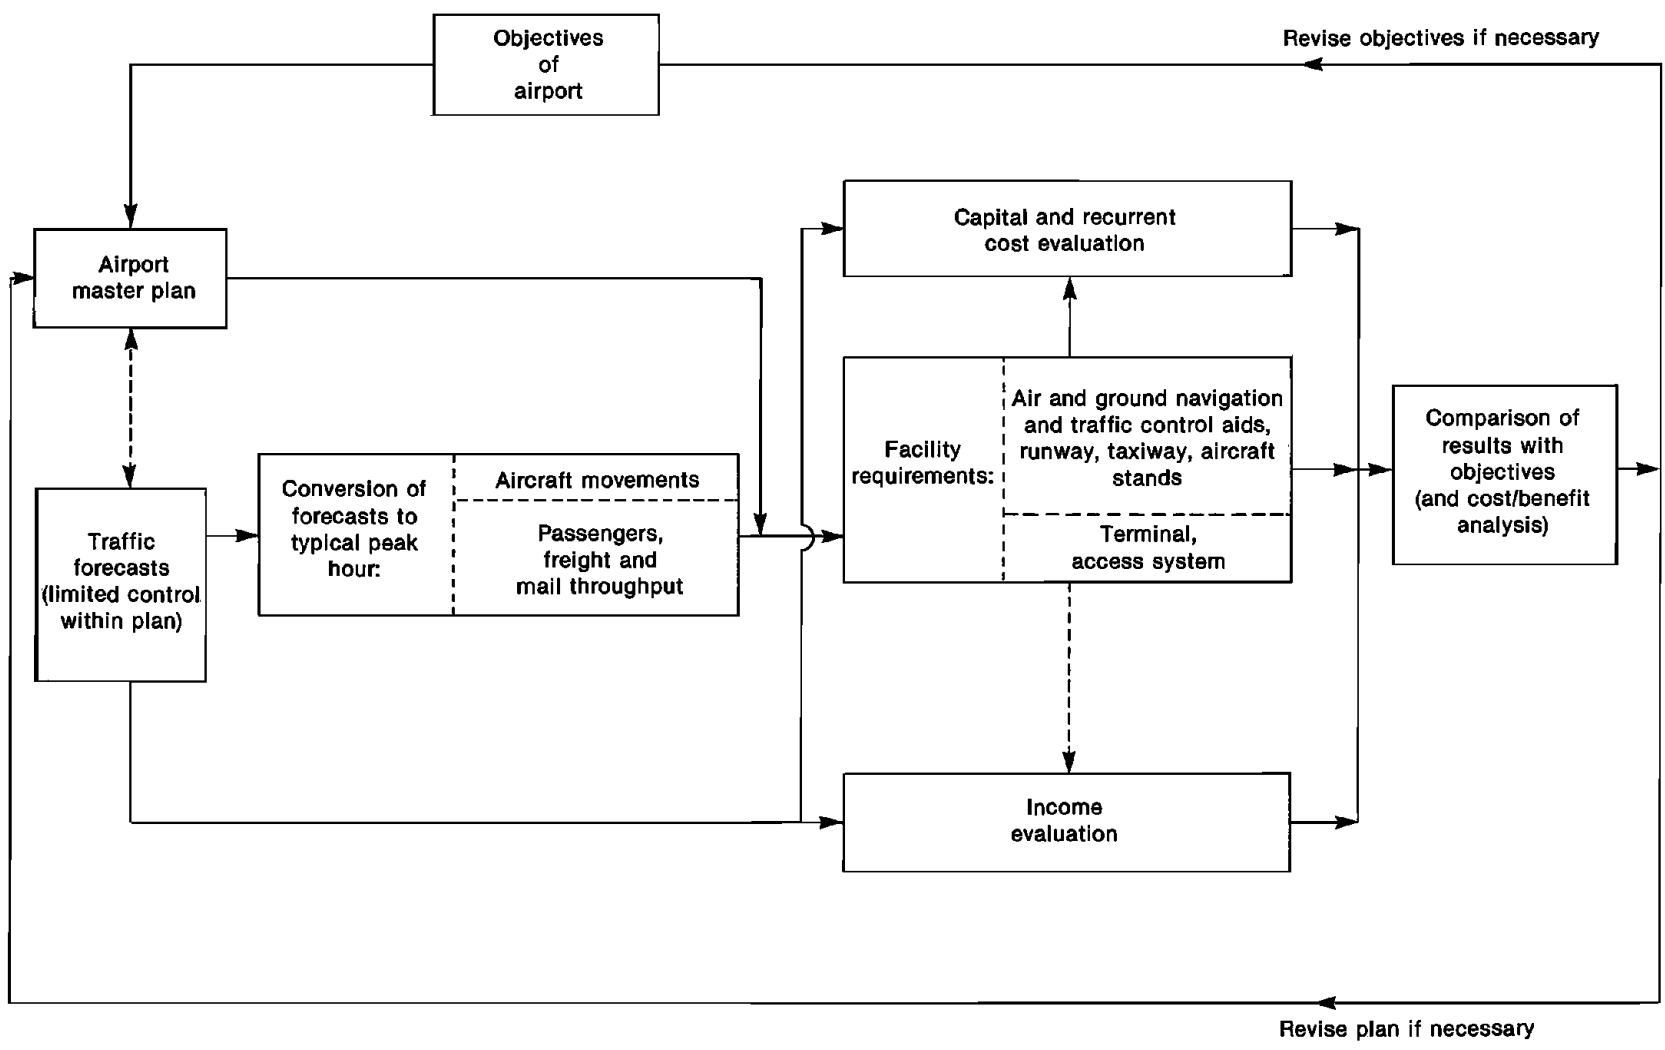 Objectives
of
airport
Revise objectives if necessary
Airport
master plan
Capital and recurrent
cost evaluation
Traffic
forecasts
(limited control
within plan)
Conversion of
forecasts to
typical peak
hour:
Aircraft movements
Passengers,
freight and
mail throughput
Facility
requirements:
Air and ground navigation
and traffic control aids,
runway, taxiway, aircraft
stands
Terminal,
access system
Comparison of
results with
objectives
(and cost/benefit
analysis)
Income
evaluation
Revise plan if necessary